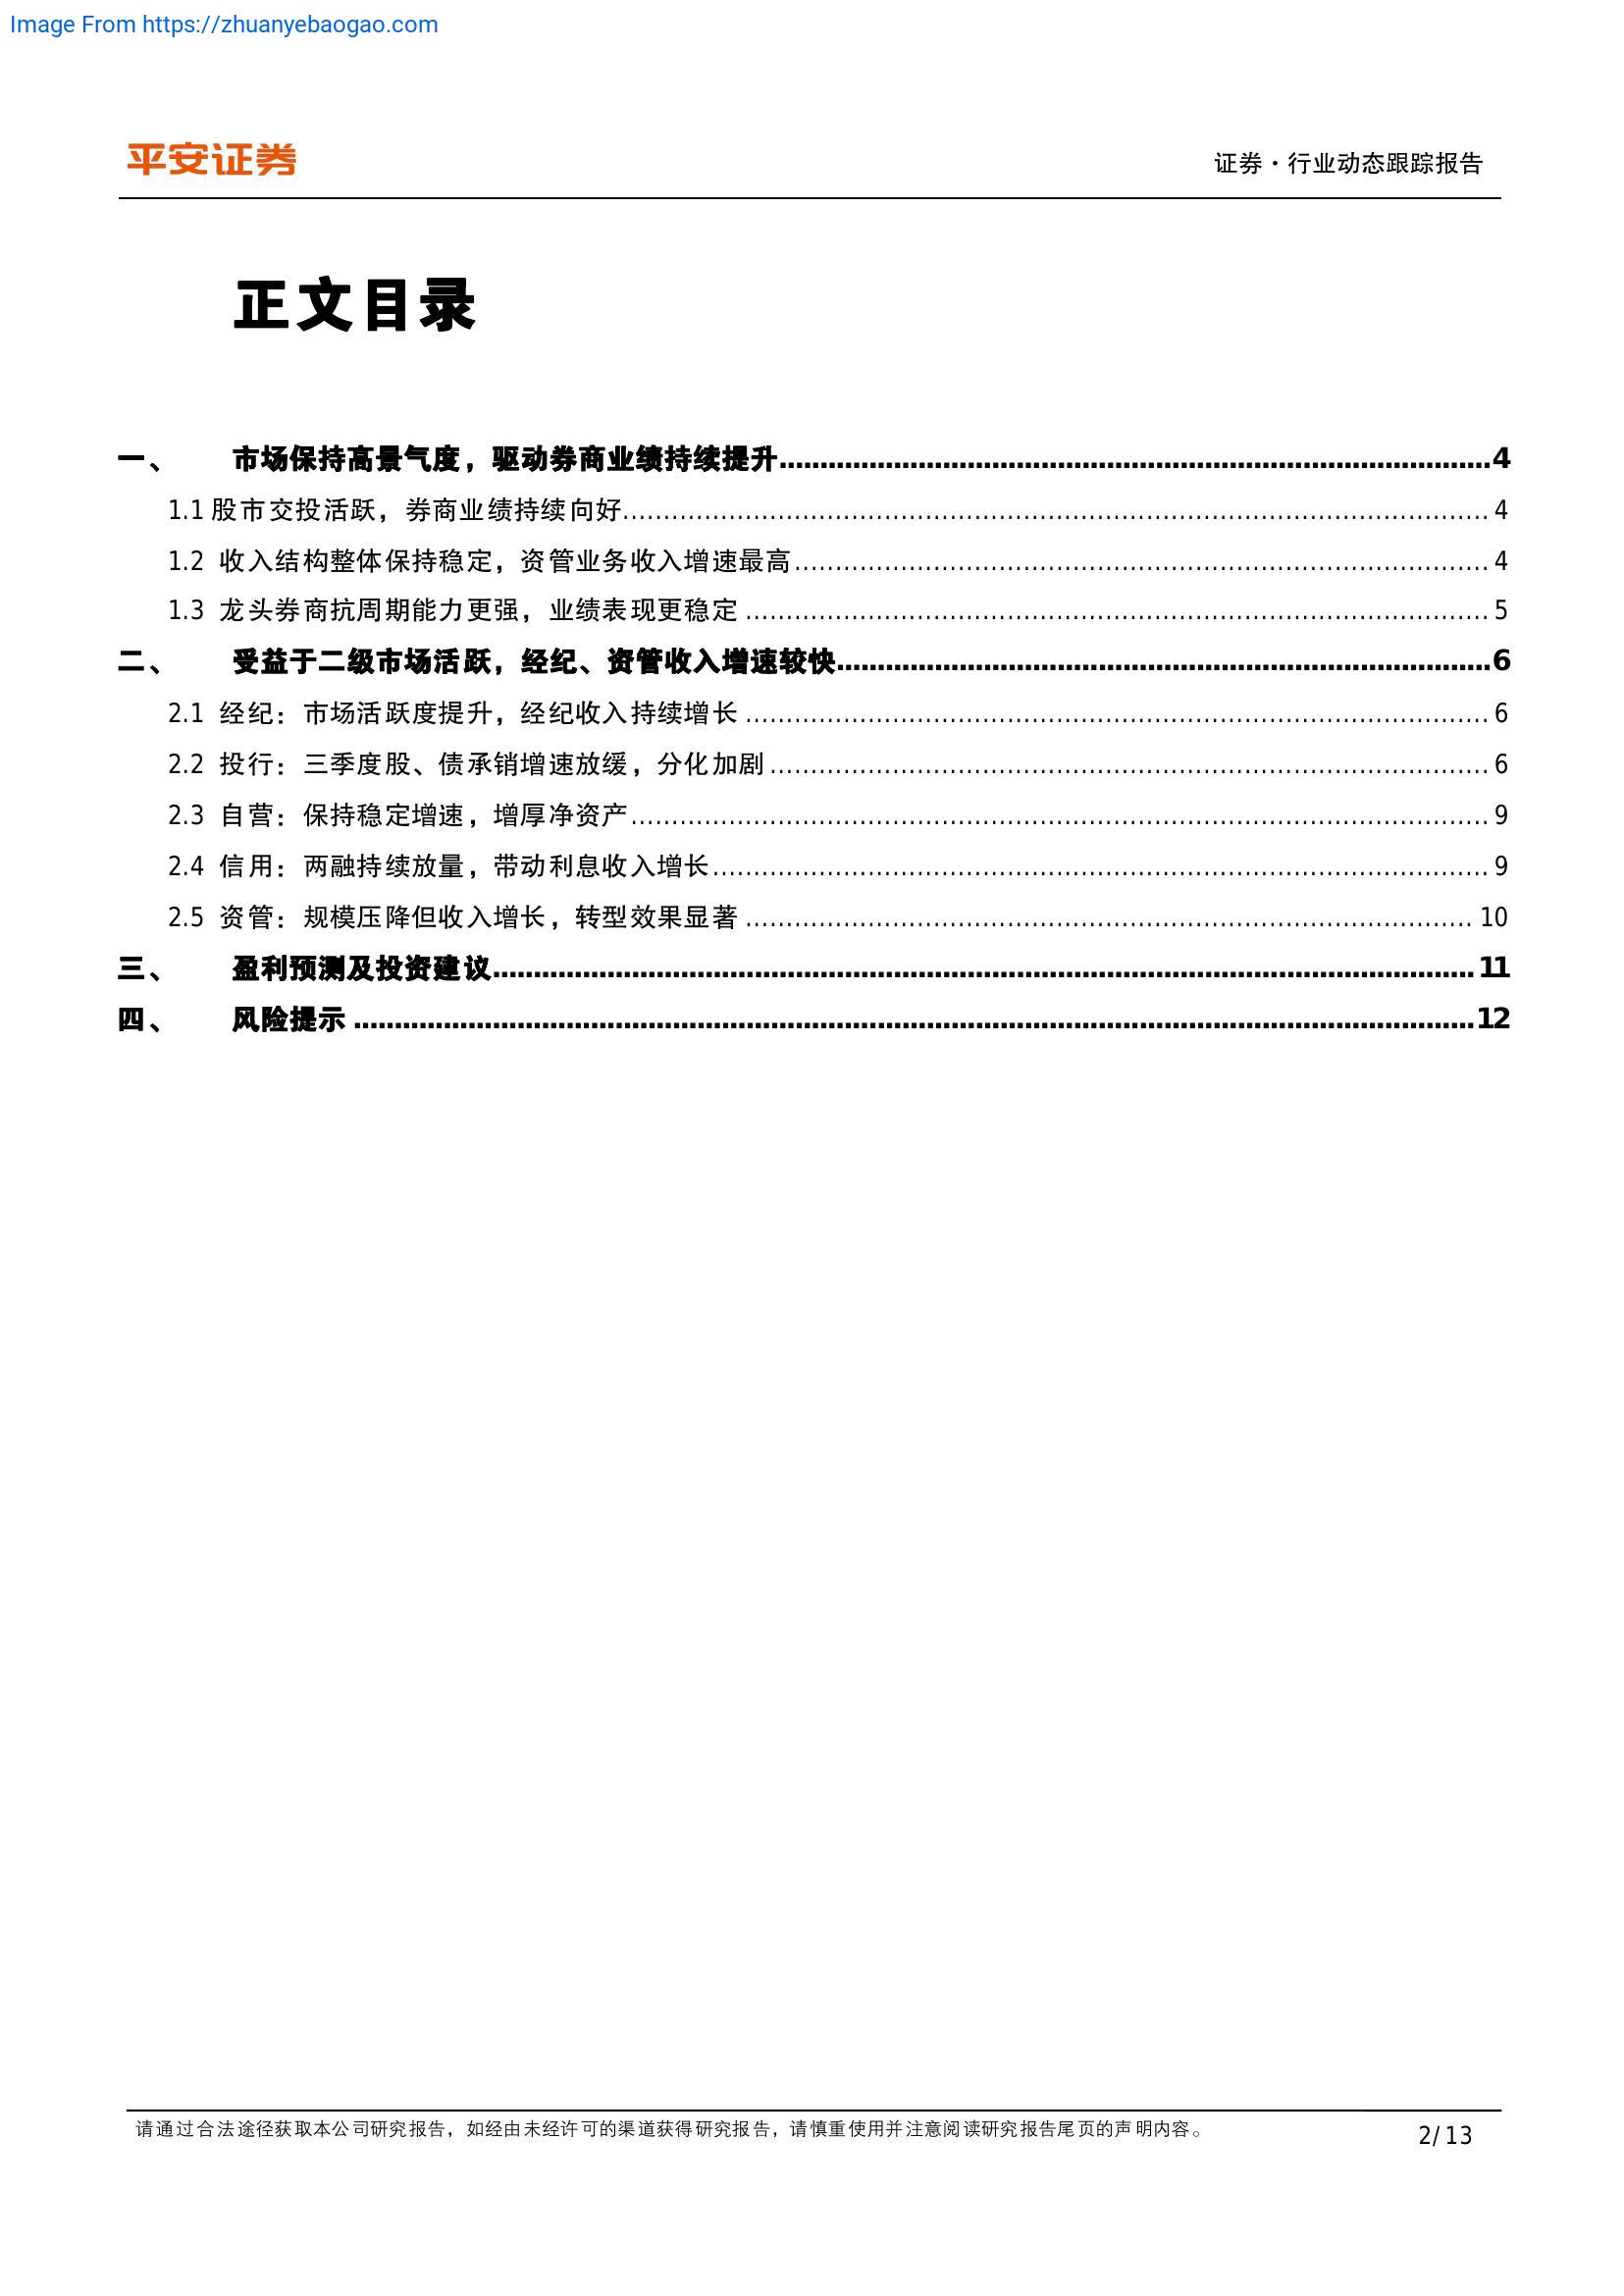 Image From https://zhuanyebaogao.com
平安证券
证券·行业动态跟踪报告
正文目录
一、 市场保持高景气度，驱动券商业绩持续提升 4
1.1 股市交投活跃，券商业绩持续向好 4
1.2 收入结构整体保持稳定，资管业务收入增速最高 4
1.3 龙头券商抗周期能力更强，业绩表现更稳定 5
二、 受益于二级市场活跃，经纪、资管收入增速较快 6
2.1 经纪：市场活跃度提升，经纪收入持续增长 6
2.2 投行：三季度股、债承销增速放缓，分化加剧 6
2.3 自营：保持稳定增速，增厚净资产 9
2.4 信用：两融持续放量，带动利息收入增长 9
2.5 资管：规模压降但收入增长，转型效果显著 10
三、 盈利预测及投资建议 11
四、 风险提示 12
请通过合法途径获取本公司研究报告，如经由未经许可的渠道获得研究报告，请慎重使用并注意阅读研究报告尾页的声明内容。
2/13